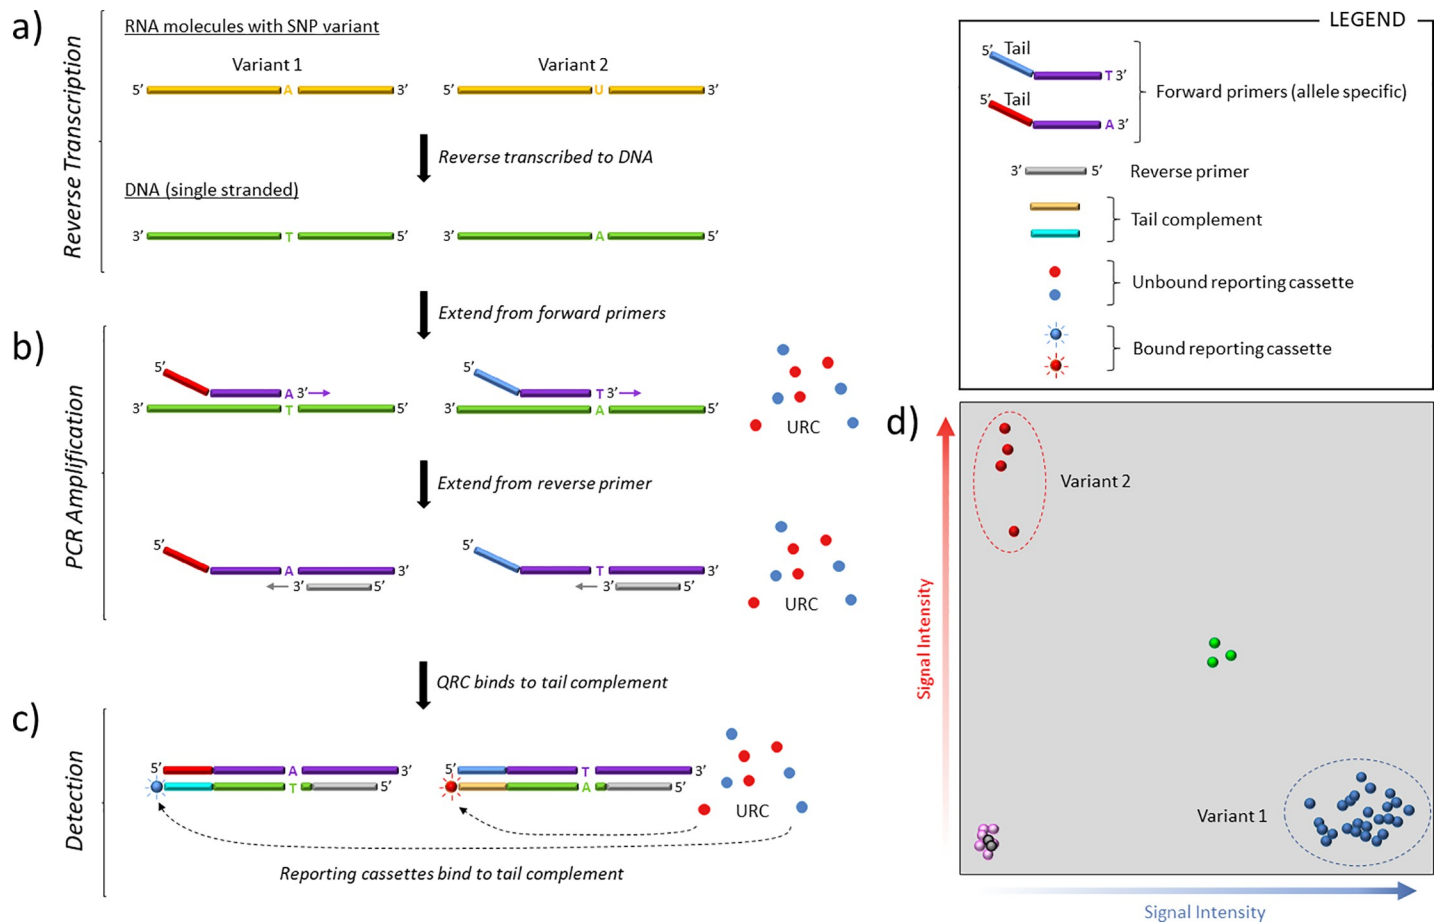 a)
Reverse Transcription
RNA molecules with SNP variant
Variant 1
Variant 2
5’ A 3’
5’ U 3’
Reverse transcribed to DNA
DNA (single stranded)
3’ T 5’
3’ A 5’
Extend from forward primers
b)
PCR Amplification
5’
A 3’
3’ T 5’
5’
T 3’
3’ A 5’
URC
Extend from reverse primer
5’
A 3’
3’ 5’
5’
T 3’
3’ 5’
URC
QRC binds to tail complement
c)
Detection
5’ A 3’
T 5’
5’ T 3’
A 5’
URC
Reporting cassettes bind to tail complement
LEGEND
5’ Tail
T 3’
5’ Tail
A 3’
Forward primers (allele specific)
3’ 5’
Reverse primer
Tail complement
Unbound reporting cassette
Bound reporting cassette
d)
Signal Intensity
Variant 2
Variant 1
Signal Intensity